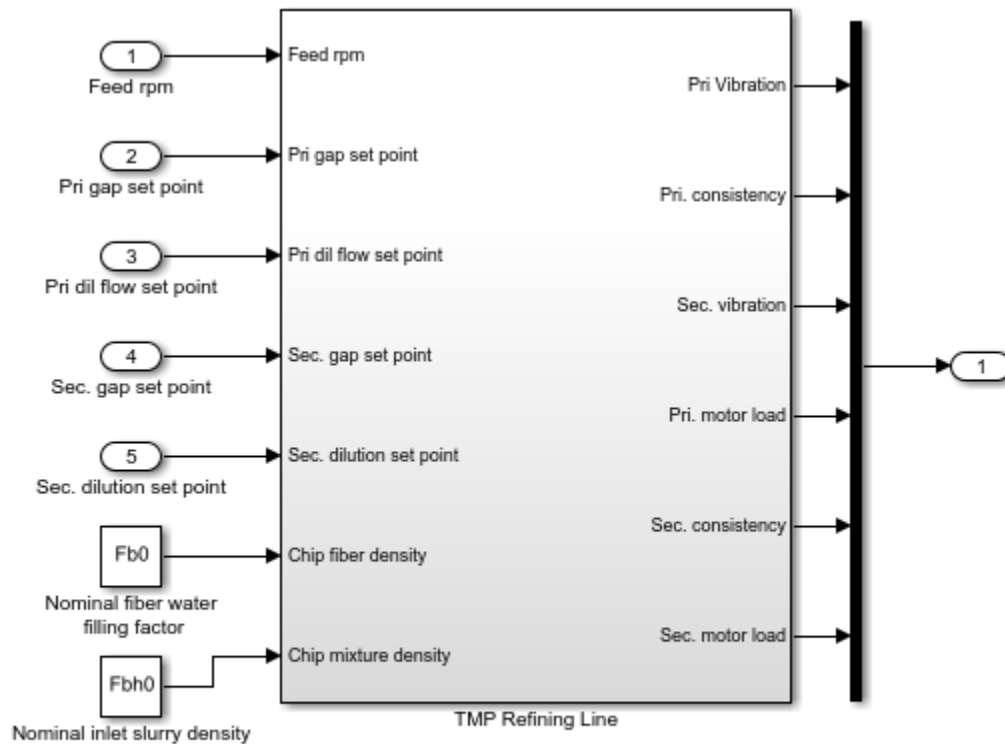 1
Feed rpm
2
Pri gap set point
3
Pri dil flow set point
4
Sec. gap set point
5
Sec. dilution set point
Fb0
Nominal fiber water
filling factor
Fbh0
Nominal inlet slurry density
Feed rpm
Pri gap set point
Pri dil flow set point
Sec. gap set point
Sec. dilution set point
Chip fiber density
Chip mixture density
Pri Vibration
Pri. consistency
Sec. vibration
Pri. motor load
Sec. consistency
Sec. motor load
TMP Refining Line
1